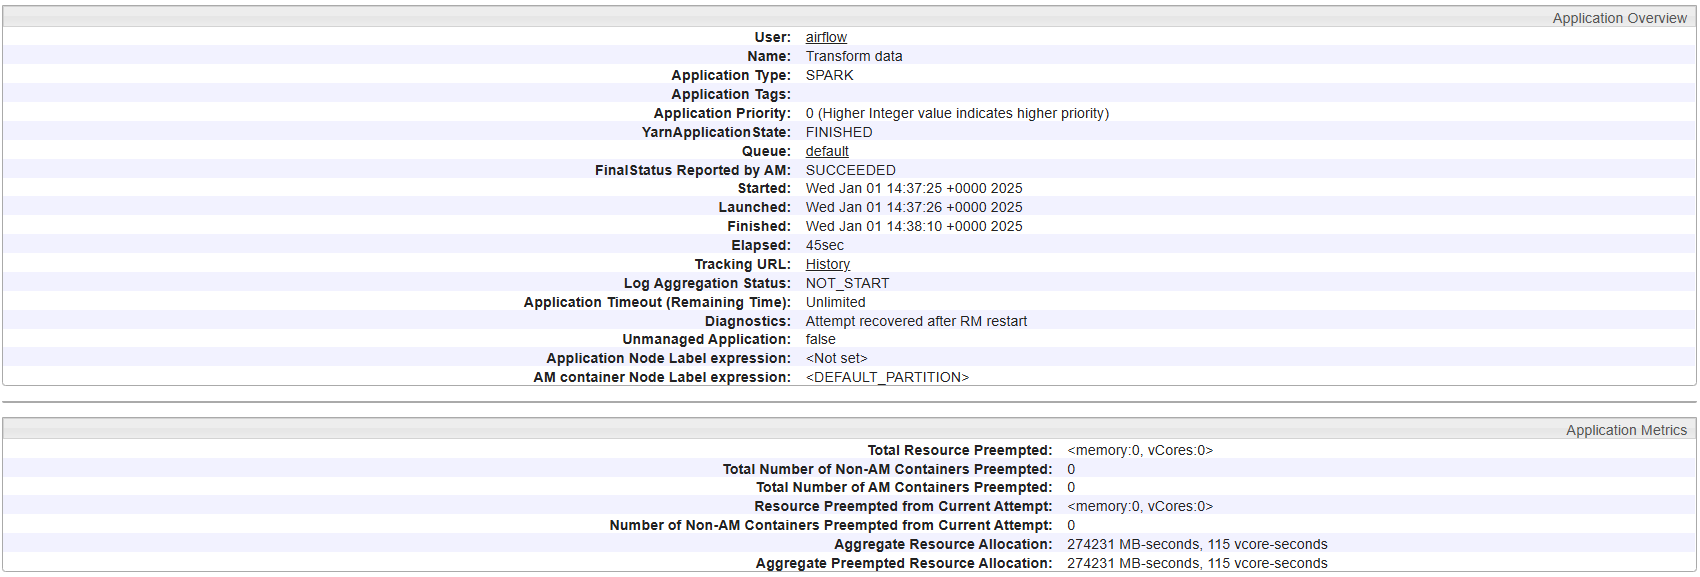 Application Overview
User: airflow
Name: Transform data
Application Type: SPARK
Application Tags:
Application Priority: 0 (Higher Integer value indicates higher priority)
YarnApplicationState: FINISHED
Queue: default
FinalStatus Reported by AM: SUCCEEDED
Started: Wed Jan 01 14:37:25 +0000 2025
Launched: Wed Jan 01 14:37:26 +0000 2025
Finished: Wed Jan 01 14:38:10 +0000 2025
Elapsed: 45sec
Tracking URL: History
Log Aggregation Status: NOT_START
Application Timeout (Remaining Time): Unlimited
Diagnostics: Attempt recovered after RM restart
Unmanaged Application: false
Application Node Label expression: <Not set>
AM container Node Label expression: <DEFAULT_PARTITION>
Application Metrics
Total Resource Preempted: <memory:0, vCores:0>
Total Number of Non-AM Containers Preempted: 0
Total Number of AM Containers Preempted: 0
Resource Preempted from Current Attempt: <memory:0, vCores:0>
Number of Non-AM Containers Preempted from Current Attempt: 0
Aggregate Resource Allocation: 274231 MB-seconds, 115 vcore-seconds
Aggregate Preempted Resource Allocation: 274231 MB-seconds, 115 vcore-seconds